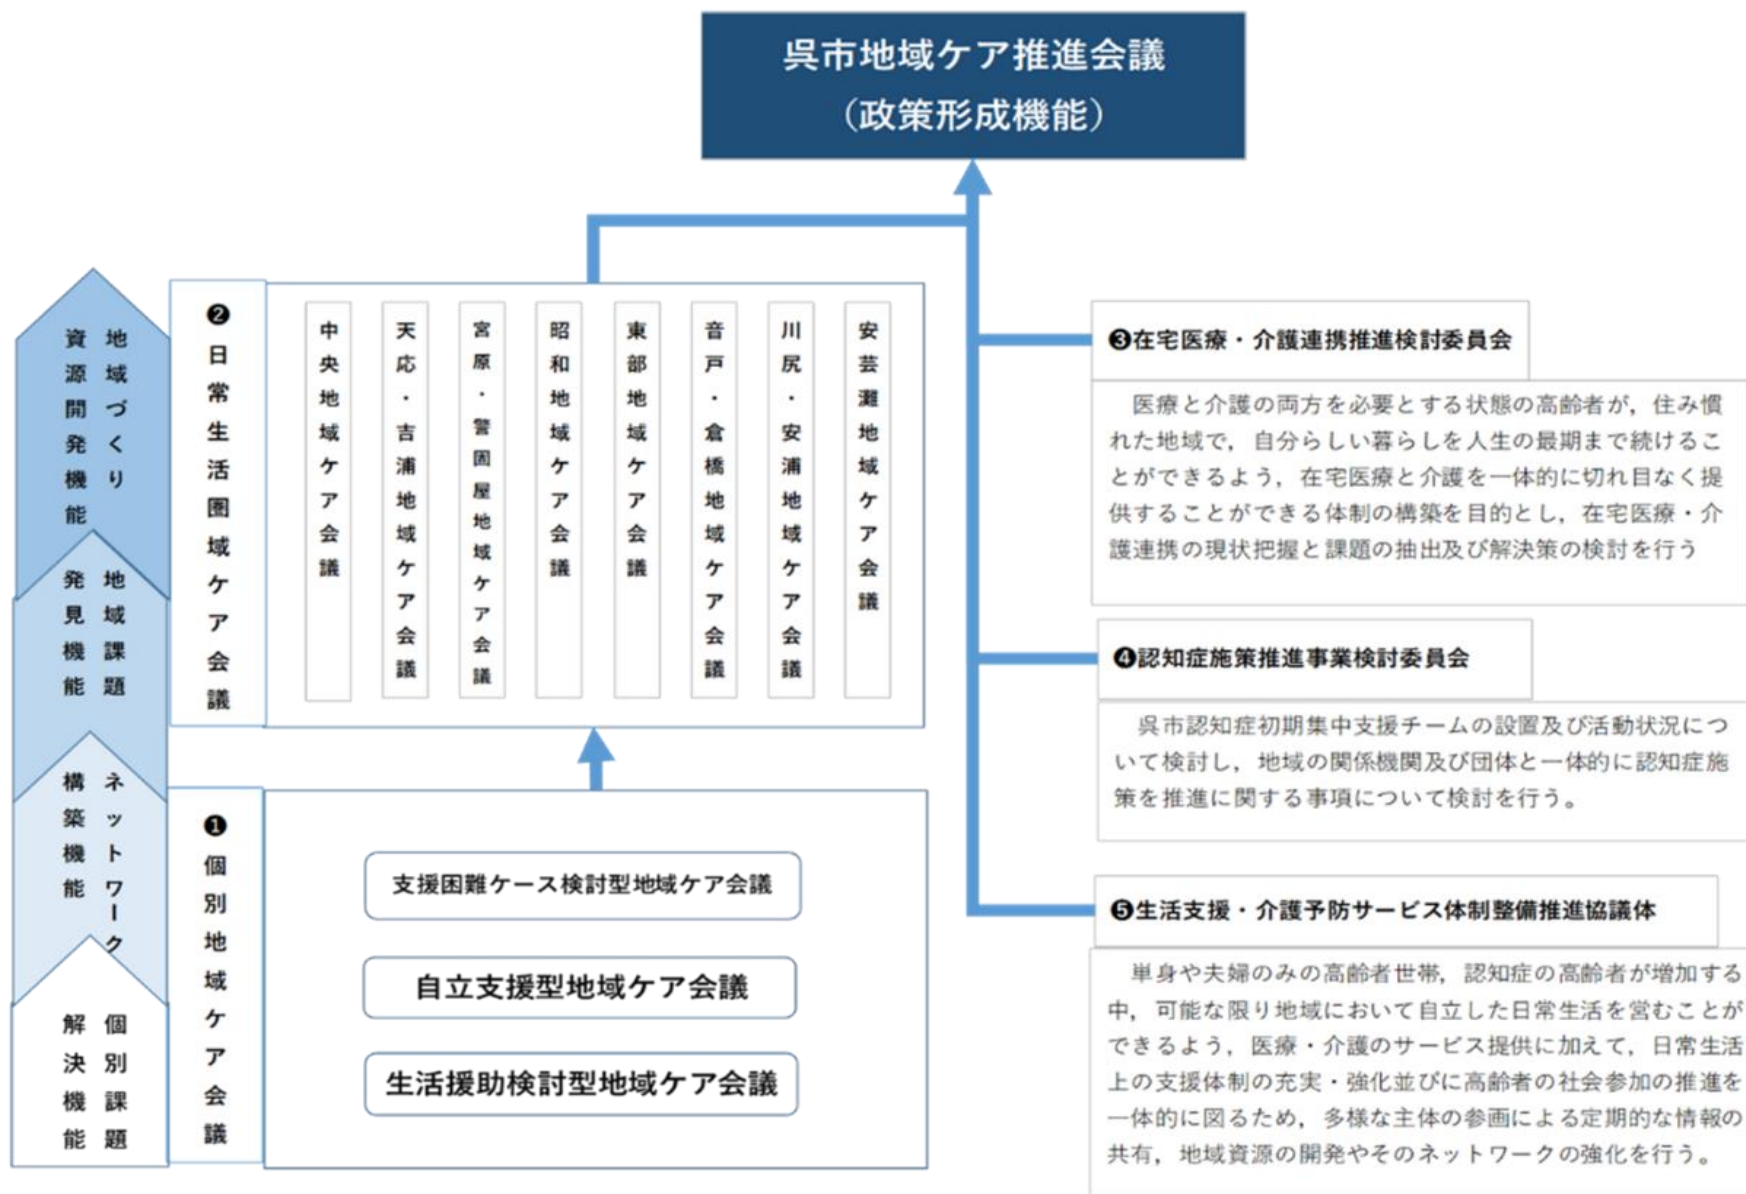 呉市地域ケア推進会議
（政策形成機能）
地域づくり
資源開発機能
地域課題
発見機能
ネットワーク
構築機能
個別課題
解決機能
❷日常生活圏域ケア会議
中央地域ケア会議
天応・吉浦地域ケア会議
宮原・警固屋地域ケア会議
昭和地域ケア会議
東部地域ケア会議
音戸・倉橋地域ケア会議
川尻・安浦地域ケア会議
安芸灘地域ケア会議
❶個別地域ケア会議
支援困難ケース検討型地域ケア会議
自立支援型地域ケア会議
生活援助検討型地域ケア会議
❸在宅医療・介護連携推進検討委員会
医療と介護の両方を必要とする状態の高齢者が，住み慣
れた地域で，自分らしい暮らしを人生の最期まで続けるこ
とができるよう，在宅医療と介護を一体的に切れ目なく提
供することができる体制の構築を目的とし，在宅医療・介
護連携の現状把握と課題の抽出及び解決策の検討を行う
❹認知症施策推進事業検討委員会
呉市認知症初期集中支援チームの設置及び活動状況につ
いて検討し，地域の関係機関及び団体と一体的に認知症施
策を推進に関する事項について検討を行う。
❺生活支援・介護予防サービス体制整備推進協議体
単身や夫婦のみの高齢者世帯，認知症の高齢者が増加する
中，可能な限り地域において自立した日常生活を営むことが
できるよう，医療・介護のサービス提供に加えて，日常生活
上の支援体制の充実・強化並びに高齢者の社会参加の推進を
一体的に図るため，多様な主体の参画による定期的な情報の
共有，地域資源の開発やそのネットワークの強化を行う。